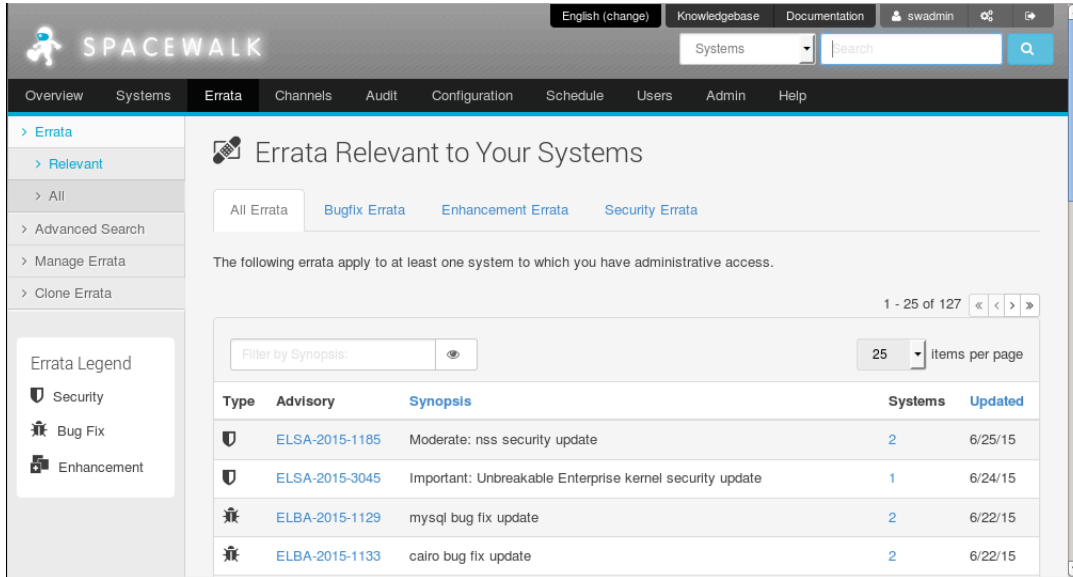 English (change) Knowledgebase Documentation swadmin
SPACEWALK
Systems Search
Overview Systems Errata Channels Audit Configuration Schedule Users Admin Help
Errata
Relevant
All
Advanced Search
Manage Errata
Clone Errata
Errata Legend
Security
Bug Fix
Enhancement
Errata Relevant to Your Systems
All Errata Bugfix Errata Enhancement Errata Security Errata
The following errata apply to at least one system to which you have administrative access.
1 - 25 of 127
Filter by Synopsis: 25 items per page
Type Advisory Synopsis Systems Updated
ELSA-2015-1185 Moderate: nss security update 2 6/25/15
ELSA-2015-3045 Important: Unbreakable Enterprise kernel security update 1 6/24/15
ELBA-2015-1129 mysql bug fix update 2 6/22/15
ELBA-2015-1133 cairo bug fix update 2 6/22/15